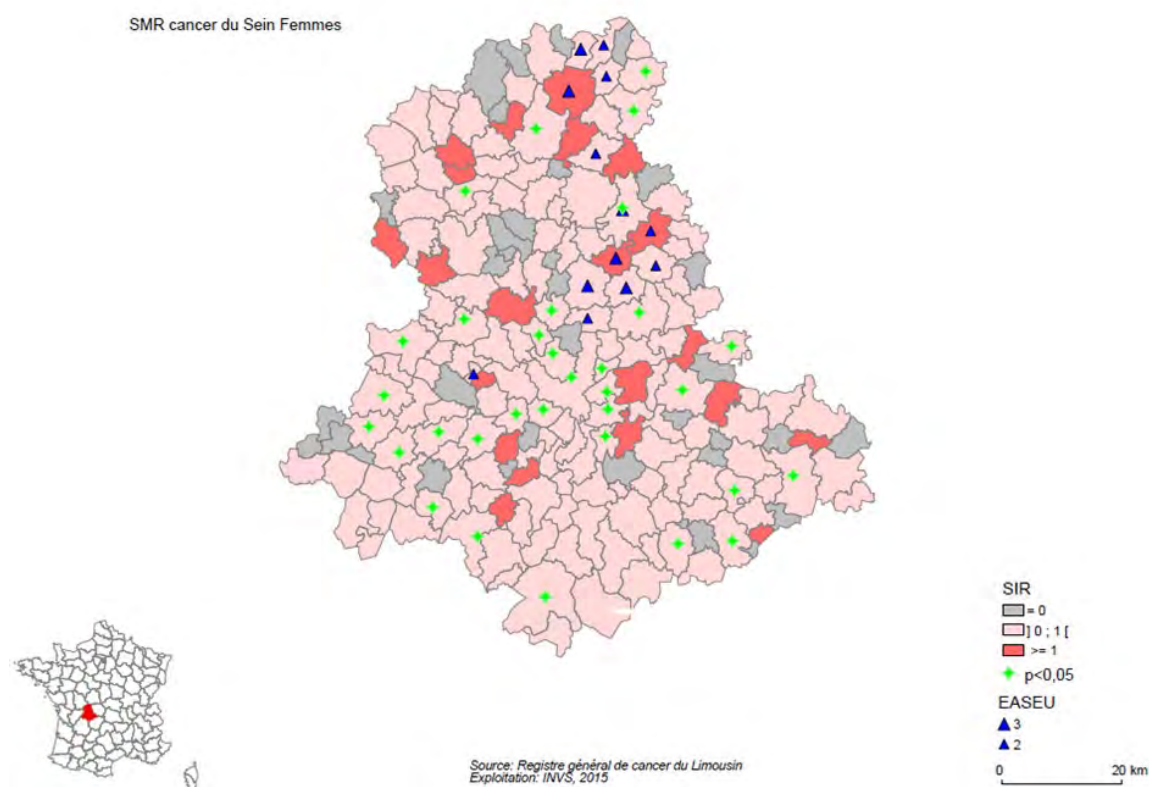 SMR cancer du Sein Femmes
SIR
= 0
] 0 ; 1 [
>= 1
p<0,05
EASEU
3
2
0 20 km
Source: Registre général de cancer du Limousin
Exploitation: INVS, 2015